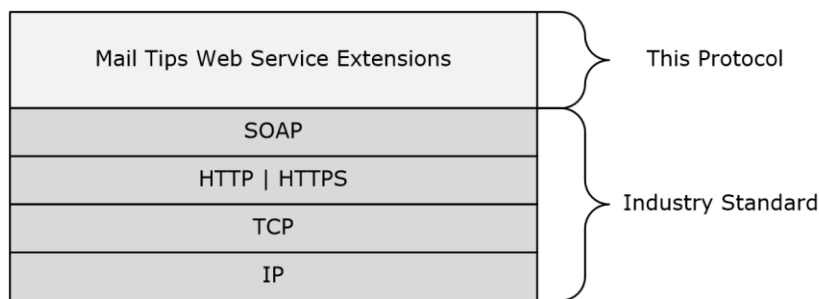 Mail Tips Web Service Extensions
This Protocol
SOAP
HTTP | HTTPS
Industry Standard
TCP
IP